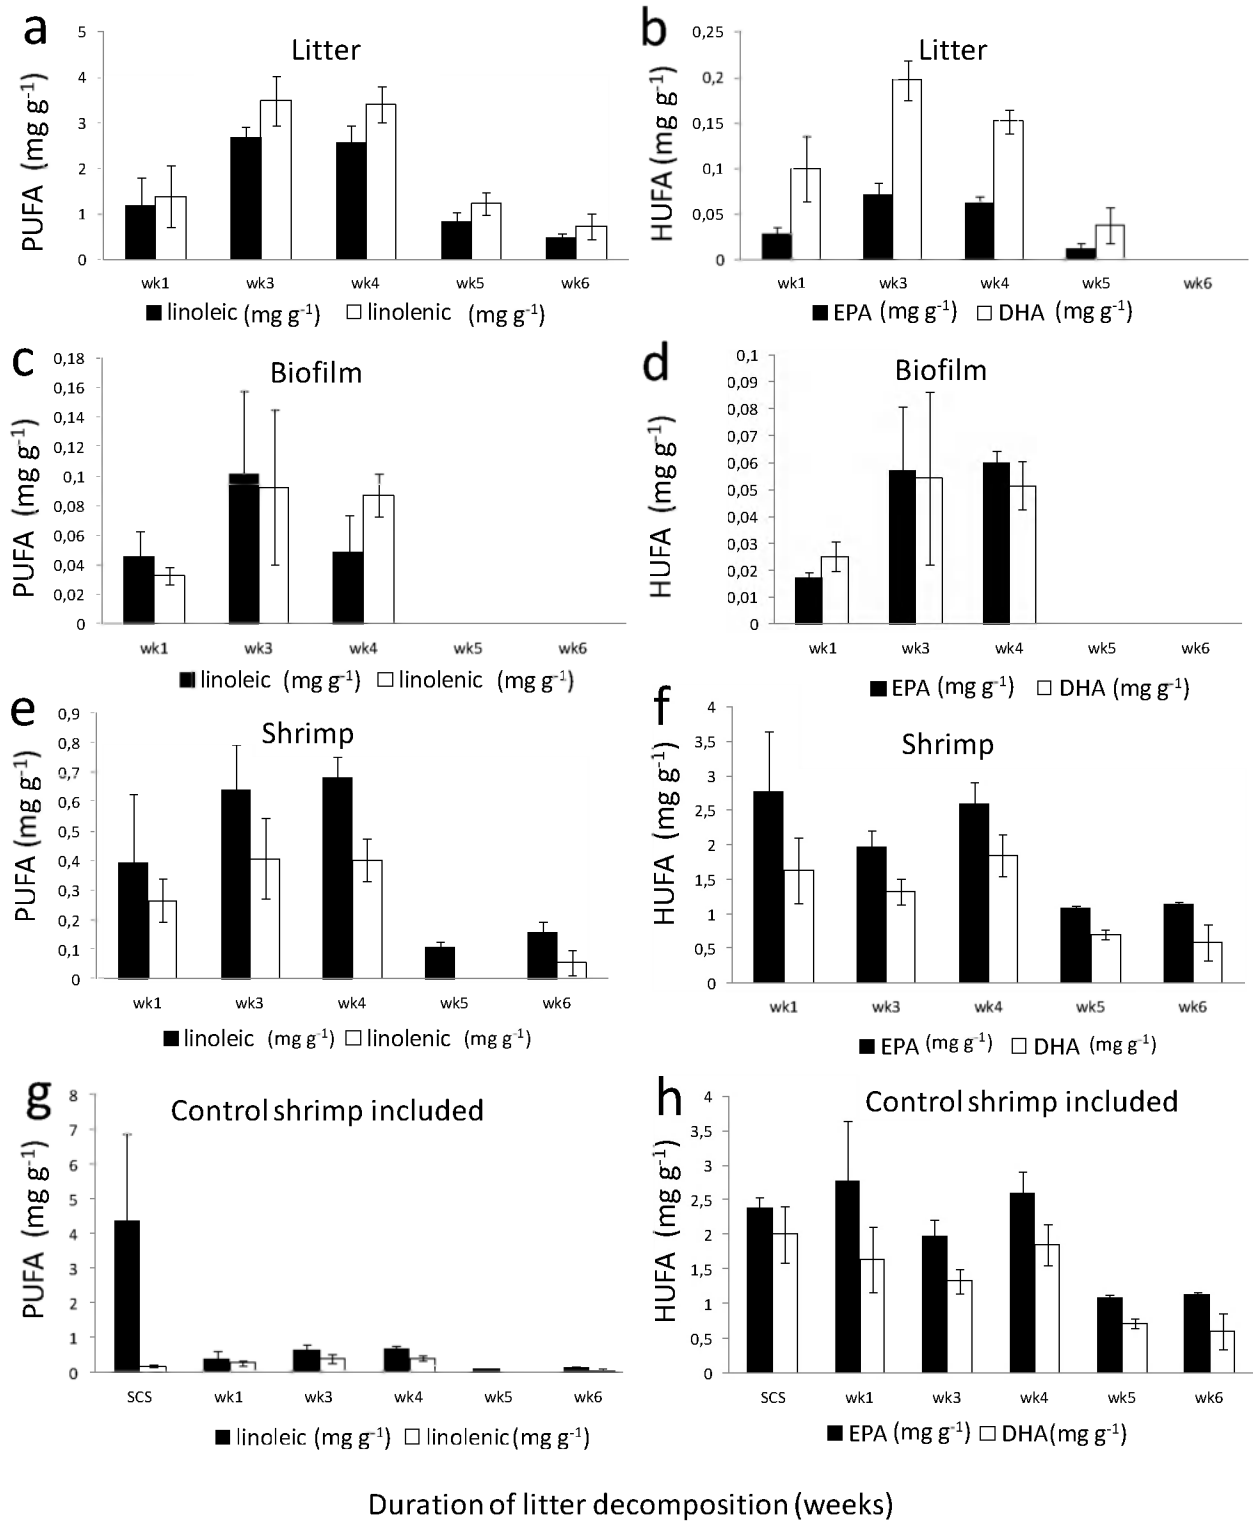 a
Litter
PUFA (mg g-1)
5
4
3
2
1
0
wk1 wk3 wk4 wk5 wk6
linoleic (mg g-1) linolenic (mg g-1)
b
Litter
HUFA (mg g-1)
0,25
0,2
0,15
0,1
0,05
0
wk1 wk3 wk4 wk5 wk6
EPA (mg g-1) DHA (mg g-1)
c
Biofilm
PUFA (mg g-1)
0,18
0,16
0,14
0,12
0,1
0,08
0,06
0,04
0,02
0
wk1 wk3 wk4 wk5 wk6
linoleic (mg g-1) linolenic (mg g-1)
d
Biofilm
HUFA (mg g-1)
0,1
0,09
0,08
0,07
0,06
0,05
0,04
0,03
0,02
0,01
0
wk1 wk3 wk4 wk5 wk6
EPA (mg g-1) DHA (mg g-1)
e
Shrimp
PUFA (mg g-1)
0,9
0,8
0,7
0,6
0,5
0,4
0,3
0,2
0,1
0
wk1 wk3 wk4 wk5 wk6
linoleic (mg g-1) linolenic (mg g-1)
f
Shrimp
HUFA (mg g-1)
4
3,5
3
2,5
2
1,5
1
0,5
0
wk1 wk3 wk4 wk5 wk6
EPA (mg g-1) DHA (mg g-1)
g
Control shrimp included
PUFA (mg g-1)
8
7
6
5
4
3
2
1
0
SCS wk1 wk3 wk4 wk5 wk6
linoleic (mg g-1) linolenic (mg g-1)
h
Control shrimp included
HUFA (mg g-1)
4
3,5
3
2,5
2
1,5
1
0,5
0
SCS wk1 wk3 wk4 wk5 wk6
EPA (mg g-1) DHA (mg g-1)
Duration of litter decomposition (weeks)